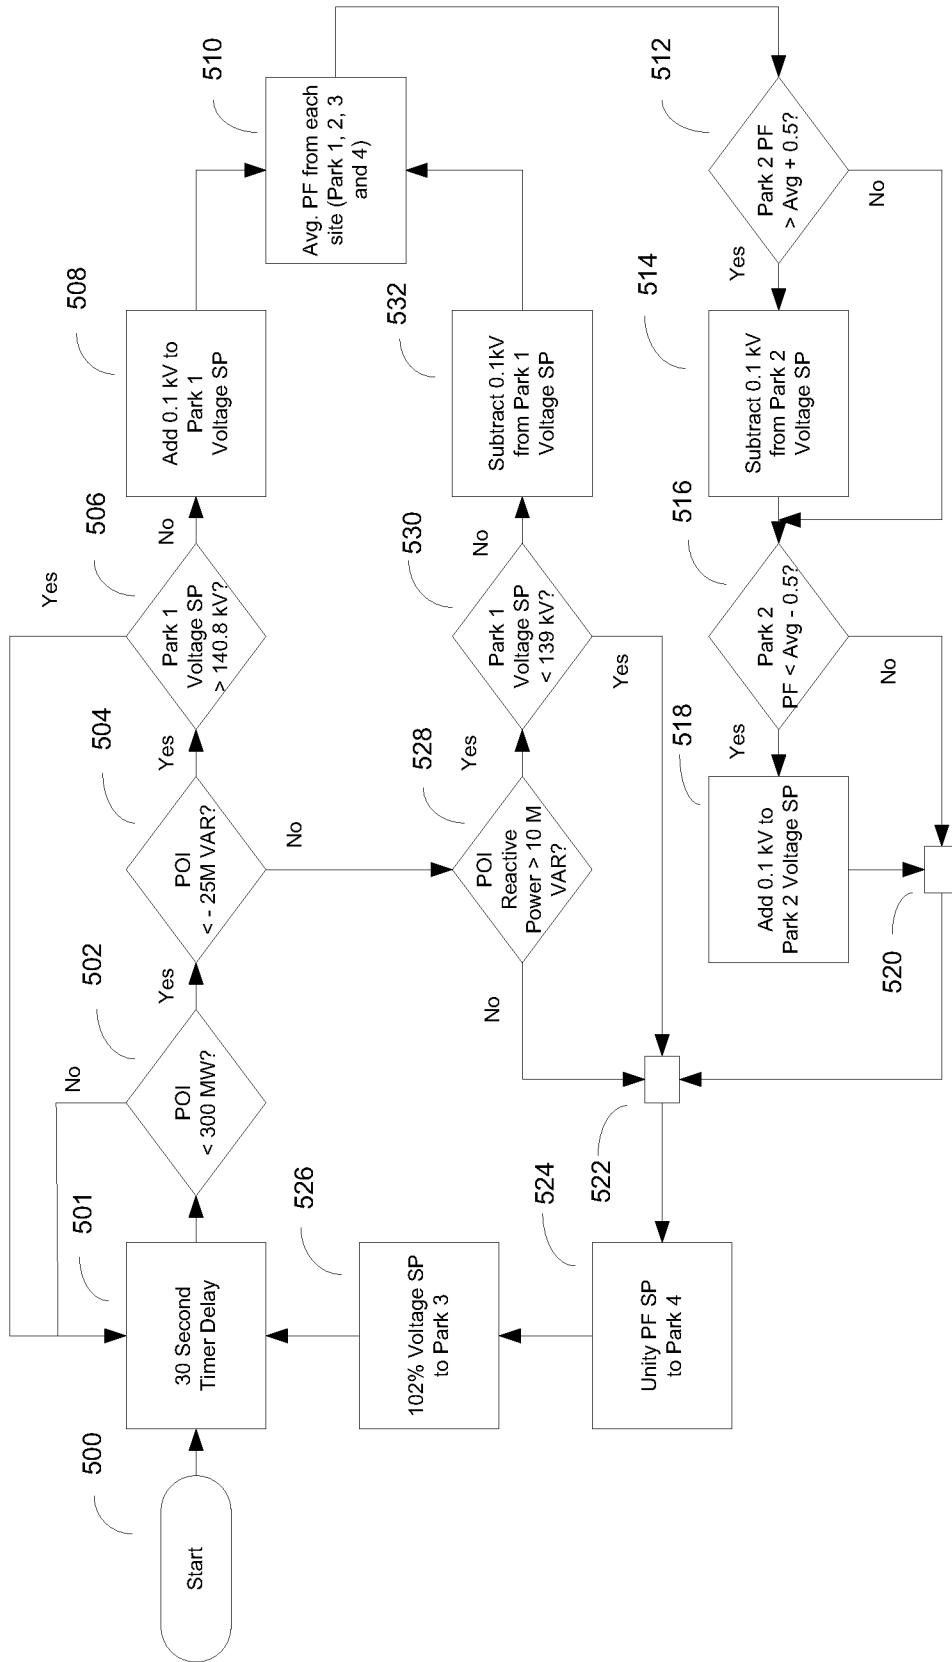 500
Start
501
30 Second
Timer Delay
502
POI
< 300 MW?
No
Yes
504
POI
< - 25M VAR?
Yes
No
506
Park 1
Voltage SP
> 140.8 kV?
Yes
No
508
Add 0.1 kV to
Park 1
Voltage SP
510
Avg. PF from each
site (Park 1, 2, 3
and 4)
526
102% Voltage SP
to Park 3
528
POI
Reactive
Power > 10 M
VAR?
Yes
No
530
Park 1
Voltage SP
< 139 kV?
No
Yes
532
Subtract 0.1kV
from Park 1
Voltage SP
524
Unity PF SP
to Park 4
522
520
518
Add 0.1 kV to
Park 2 Voltage SP
Yes
516
Park 2
PF < Avg - 0.5?
No
514
Subtract 0.1 kV
from Park 2
Voltage SP
Yes
512
Park 2 PF
> Avg + 0.5?
No